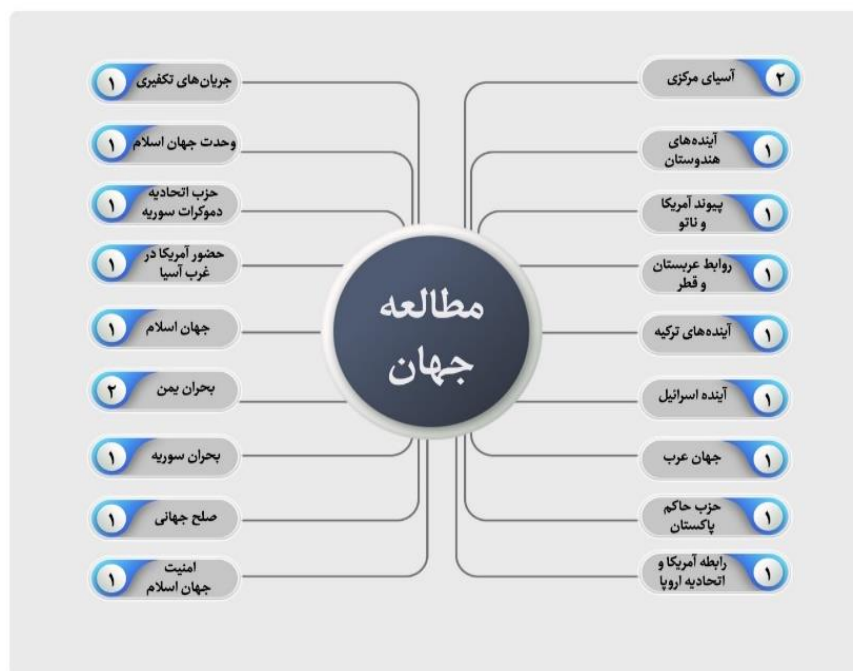 مطالعه
جهان
۲ آسیای مرکزی
۱ آینده‌های
هندوستان
۱ پیوند آمریکا
و ناتو
۱ روابط عربستان
و قطر
۱ آینده‌های ترکیه
۱ آینده اسرائیل
۱ جهان عرب
۱ حزب حاکم
پاکستان
۱ رابطه آمریکا و
اتحادیه اروپا
جریان‌های تکفیری ۱
وحدت جهان اسلام ۱
حزب اتحادیه
دموکرات سوریه ۱
حضور آمریکا در
غرب آسیا ۱
جهان اسلام ۱
بحران یمن ۲
بحران سوریه ۱
صلح جهانی ۱
امنیت
جهان اسلام ۱